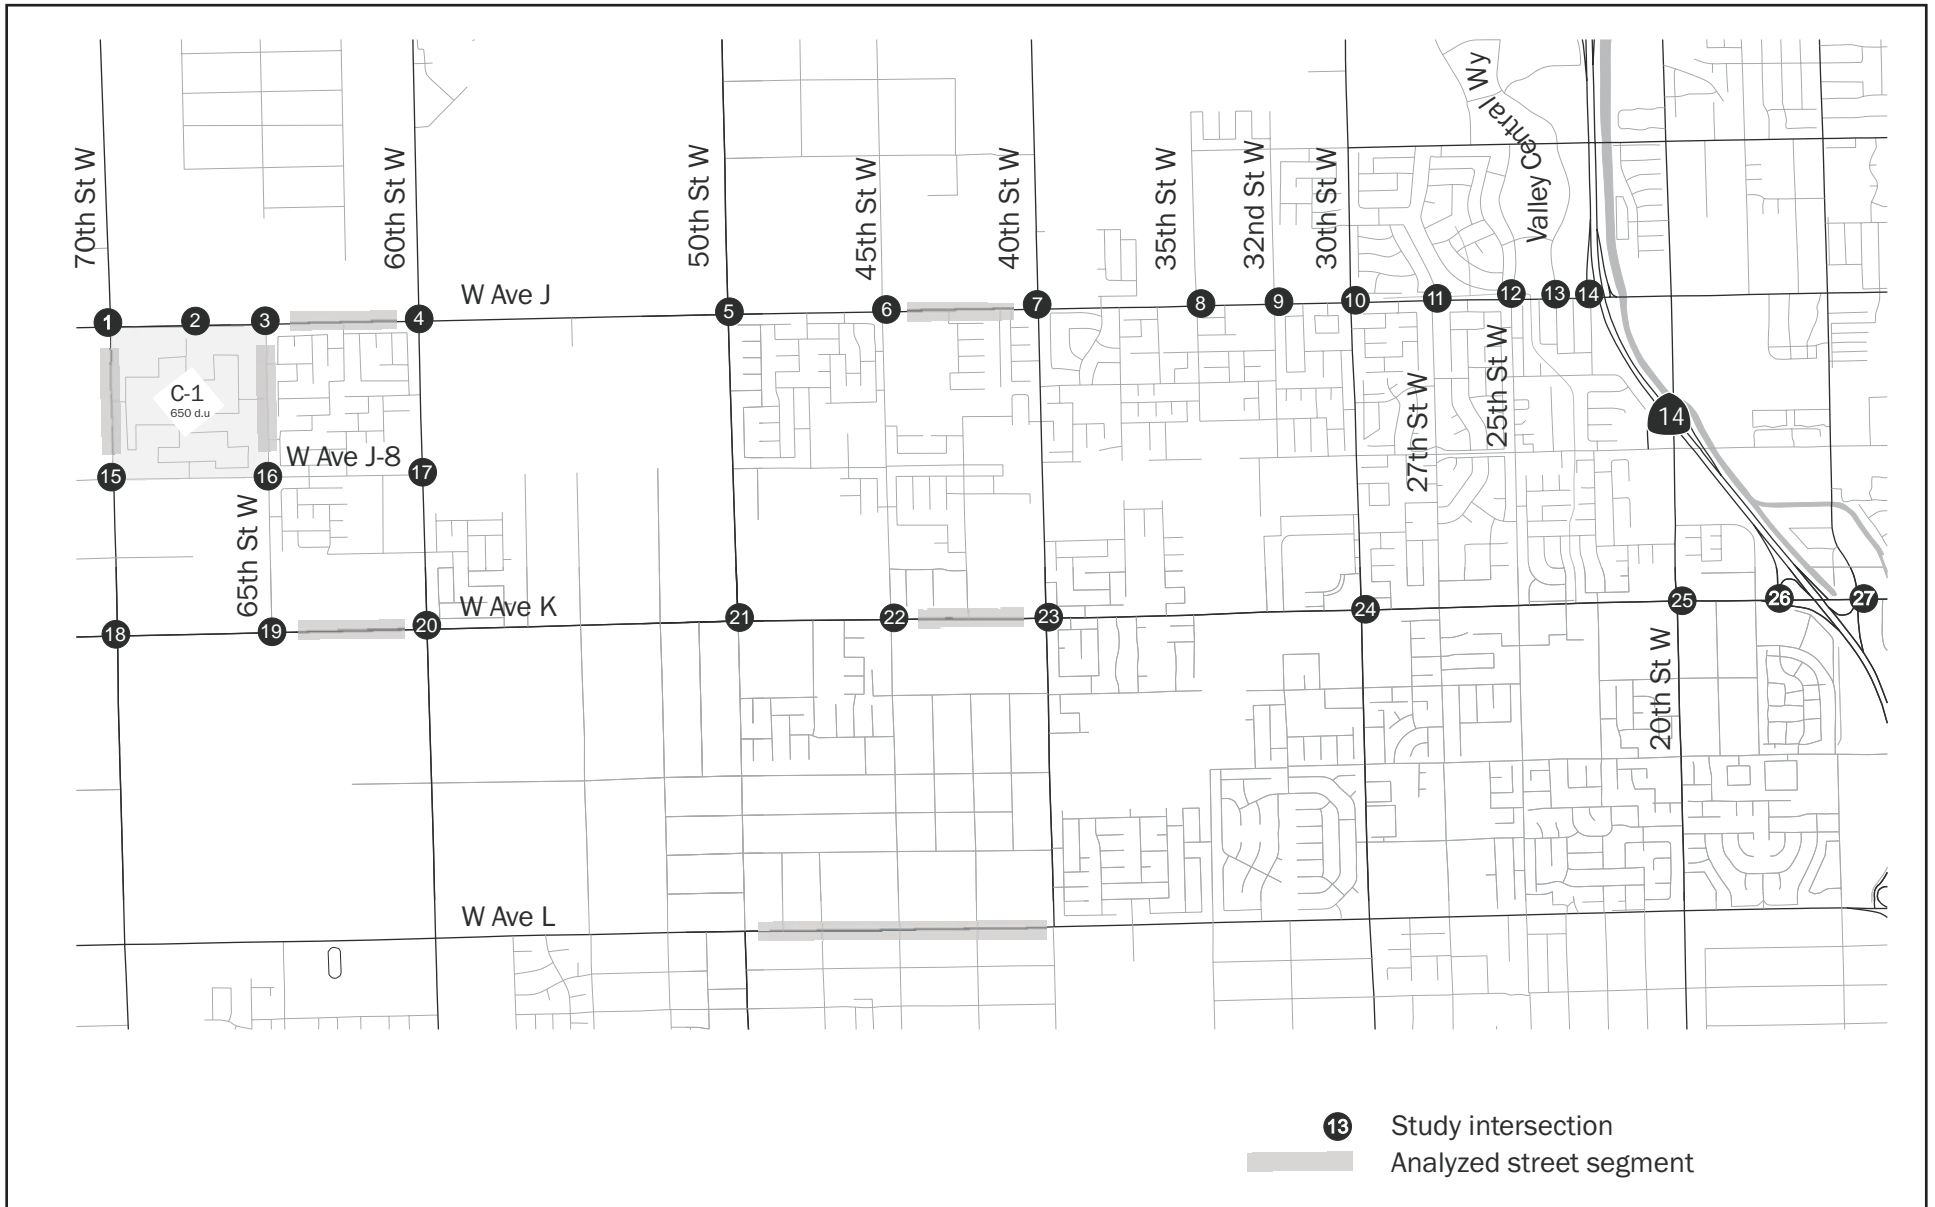 Valley Central Wy
70th St W
60th St W
50th St W
45th St W
40th St W
35th St W
32nd St W
30th St W
W Ave J
1
2
3
4
5
6
7
8
9
10
11
12
13
14
C-1
650 d.u
27th St W
25th St W
14
W Ave J-8
15
16
17
65th St W
W Ave K
18
19
20
21
22
23
24
25
26
27
20th St W
W Ave L
13 Study intersection
Analyzed street segment